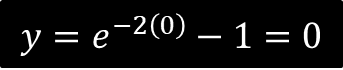 y = e^{-2(0)} − 1 = 0